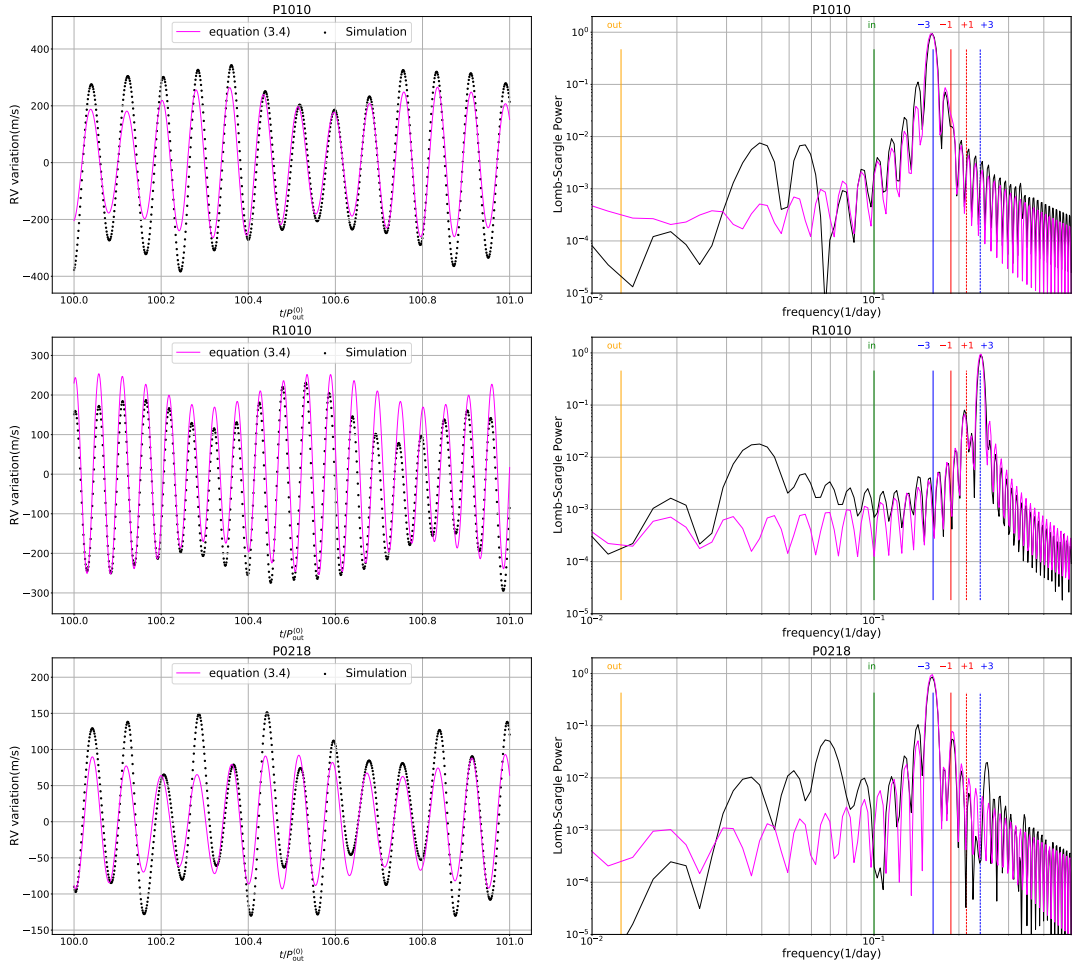 P1010
equation (3.4) Simulation
RV variation(m/s)
400
200
0
−200
−400
100.0 100.2 100.4 100.6 100.8 101.0
t/P_out^(0)
P1010
out in −3 −1 +1 +3
Lomb-Scargle Power
10^0
10^−1
10^−2
10^−3
10^−4
10^−5
10^−2 10^−1
frequency(1/day)
R1010
equation (3.4) Simulation
RV variation(m/s)
300
200
100
0
−100
−200
−300
100.0 100.2 100.4 100.6 100.8 101.0
t/P_out^(0)
R1010
out in −3 −1 +1 +3
Lomb-Scargle Power
10^0
10^−1
10^−2
10^−3
10^−4
10^−5
10^−2 10^−1
frequency(1/day)
P0218
equation (3.4) Simulation
RV variation(m/s)
200
150
100
50
0
−50
−100
−150
100.0 100.2 100.4 100.6 100.8 101.0
t/P_out^(0)
P0218
out in −3 −1 +1 +3
Lomb-Scargle Power
10^0
10^−1
10^−2
10^−3
10^−4
10^−5
10^−2 10^−1
frequency(1/day)